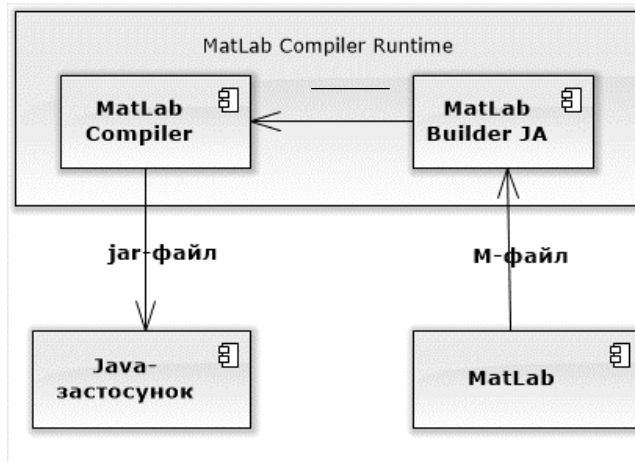 MatLab Compiler Runtime
MatLab
Compiler
MatLab
Builder JA
jar-файл
М-файл
Java-
застосунок
MatLab